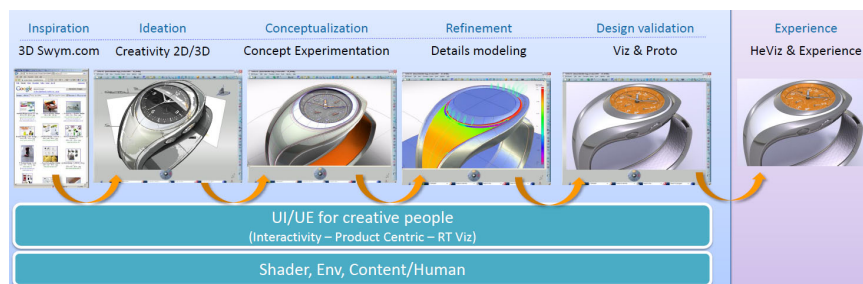 Inspiration
Ideation
Conceptualization
Refinement
Design validation
Experience
3D Swym.com
Creativity 2D/3D
Concept Experimentation
Details modeling
Viz & Proto
HeViz & Experience
Google
UI/UE for creative people
(Interactivity – Product Centric – RT Viz)
Shader, Env, Content/Human